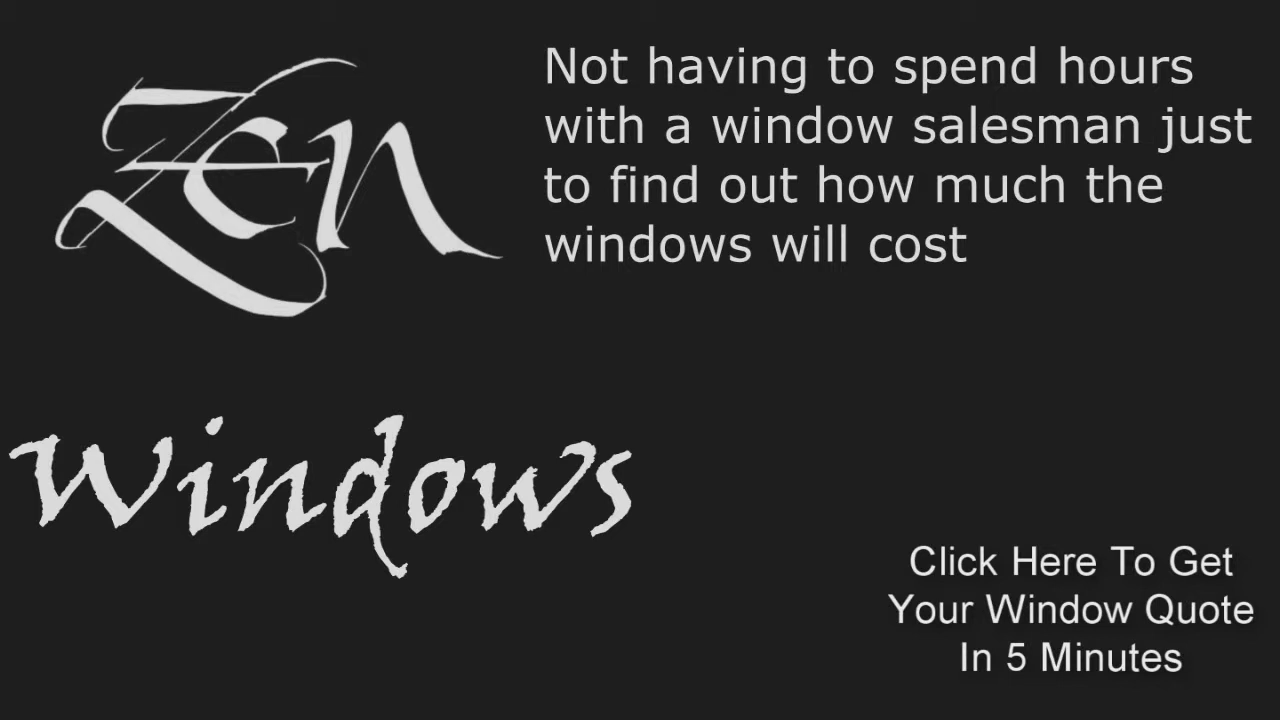 Zen
Not having to spend hours
with a window salesman just
to find out how much the
windows will cost
Windows
Click Here To Get
Your Window Quote
In 5 Minutes